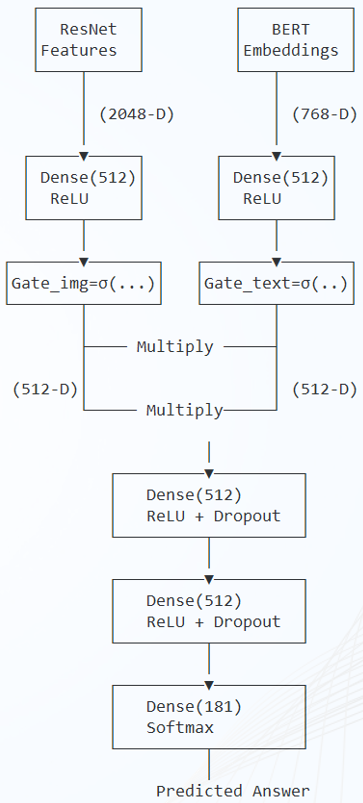 ResNet
Features
BERT
Embeddings
(2048-D)
(768-D)
Dense(512)
ReLU
Dense(512)
ReLU
Gate_img=σ(...)
Gate_text=σ(..)
Multiply
(512-D)
(512-D)
Multiply
Dense(512)
ReLU + Dropout
Dense(512)
ReLU + Dropout
Dense(181)
Softmax
Predicted Answer